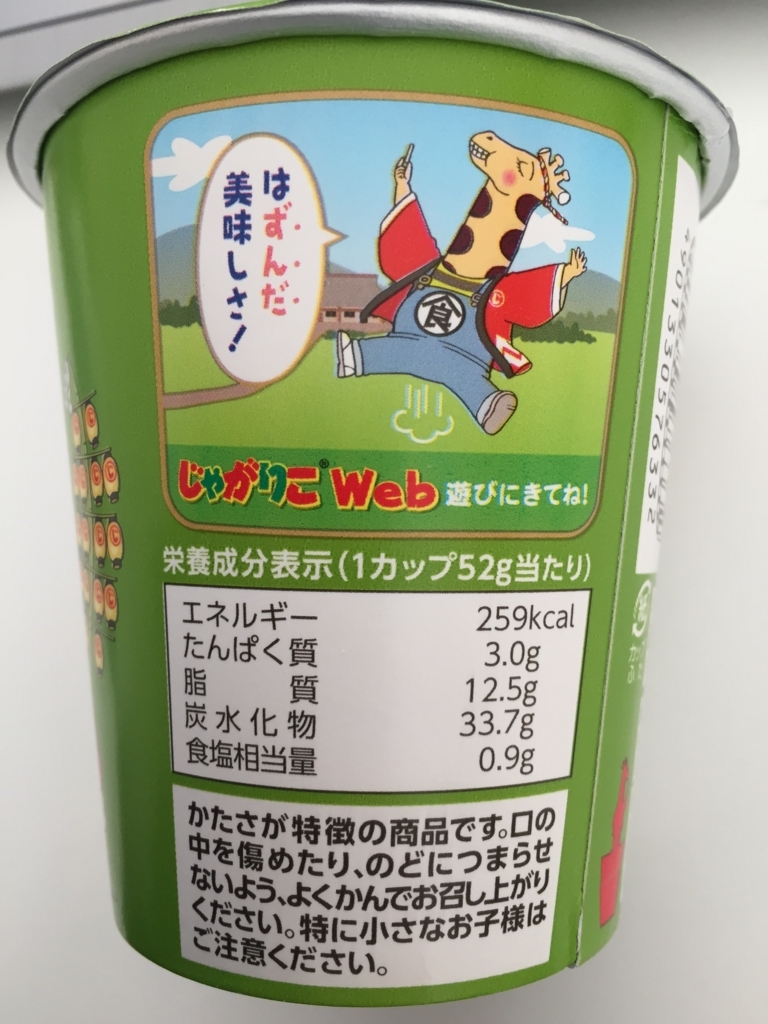 はずんだ
美味しさ!
食
じゃがりこ® Web 遊びにきてね!
栄養成分表示(1カップ52g当たり)
エネルギー 259kcal
たんぱく質 3.0g
脂質 12.5g
炭水化物 33.7g
食塩相当量 0.9g
かたさが特徴の商品です。口の
中を傷めたり、のどにつまらせ
ないよう、よくかんでお召し上がり
ください。特に小さなお子様は
ご注意ください。
4901330576332